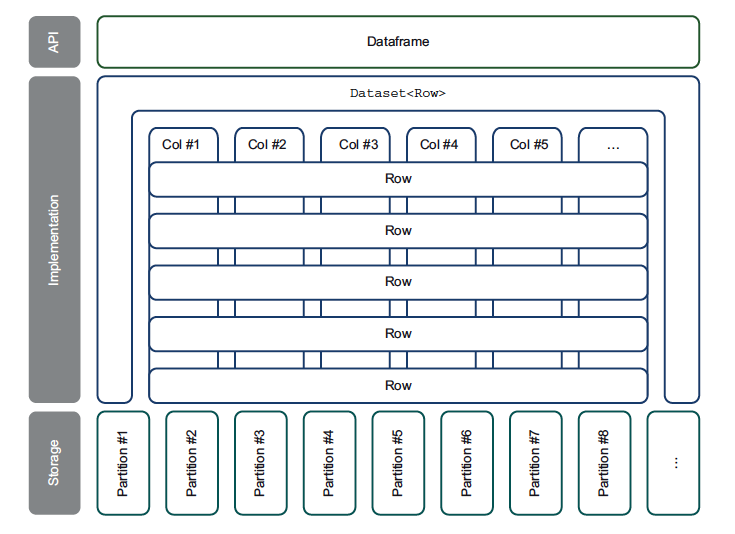 API
Dataframe
Implementation
Dataset<Row>
Col #1
Col #2
Col #3
Col #4
Col #5
...
Row
Row
Row
Row
Row
Storage
Partition #1
Partition #2
Partition #3
Partition #4
Partition #5
Partition #6
Partition #7
Partition #8
...